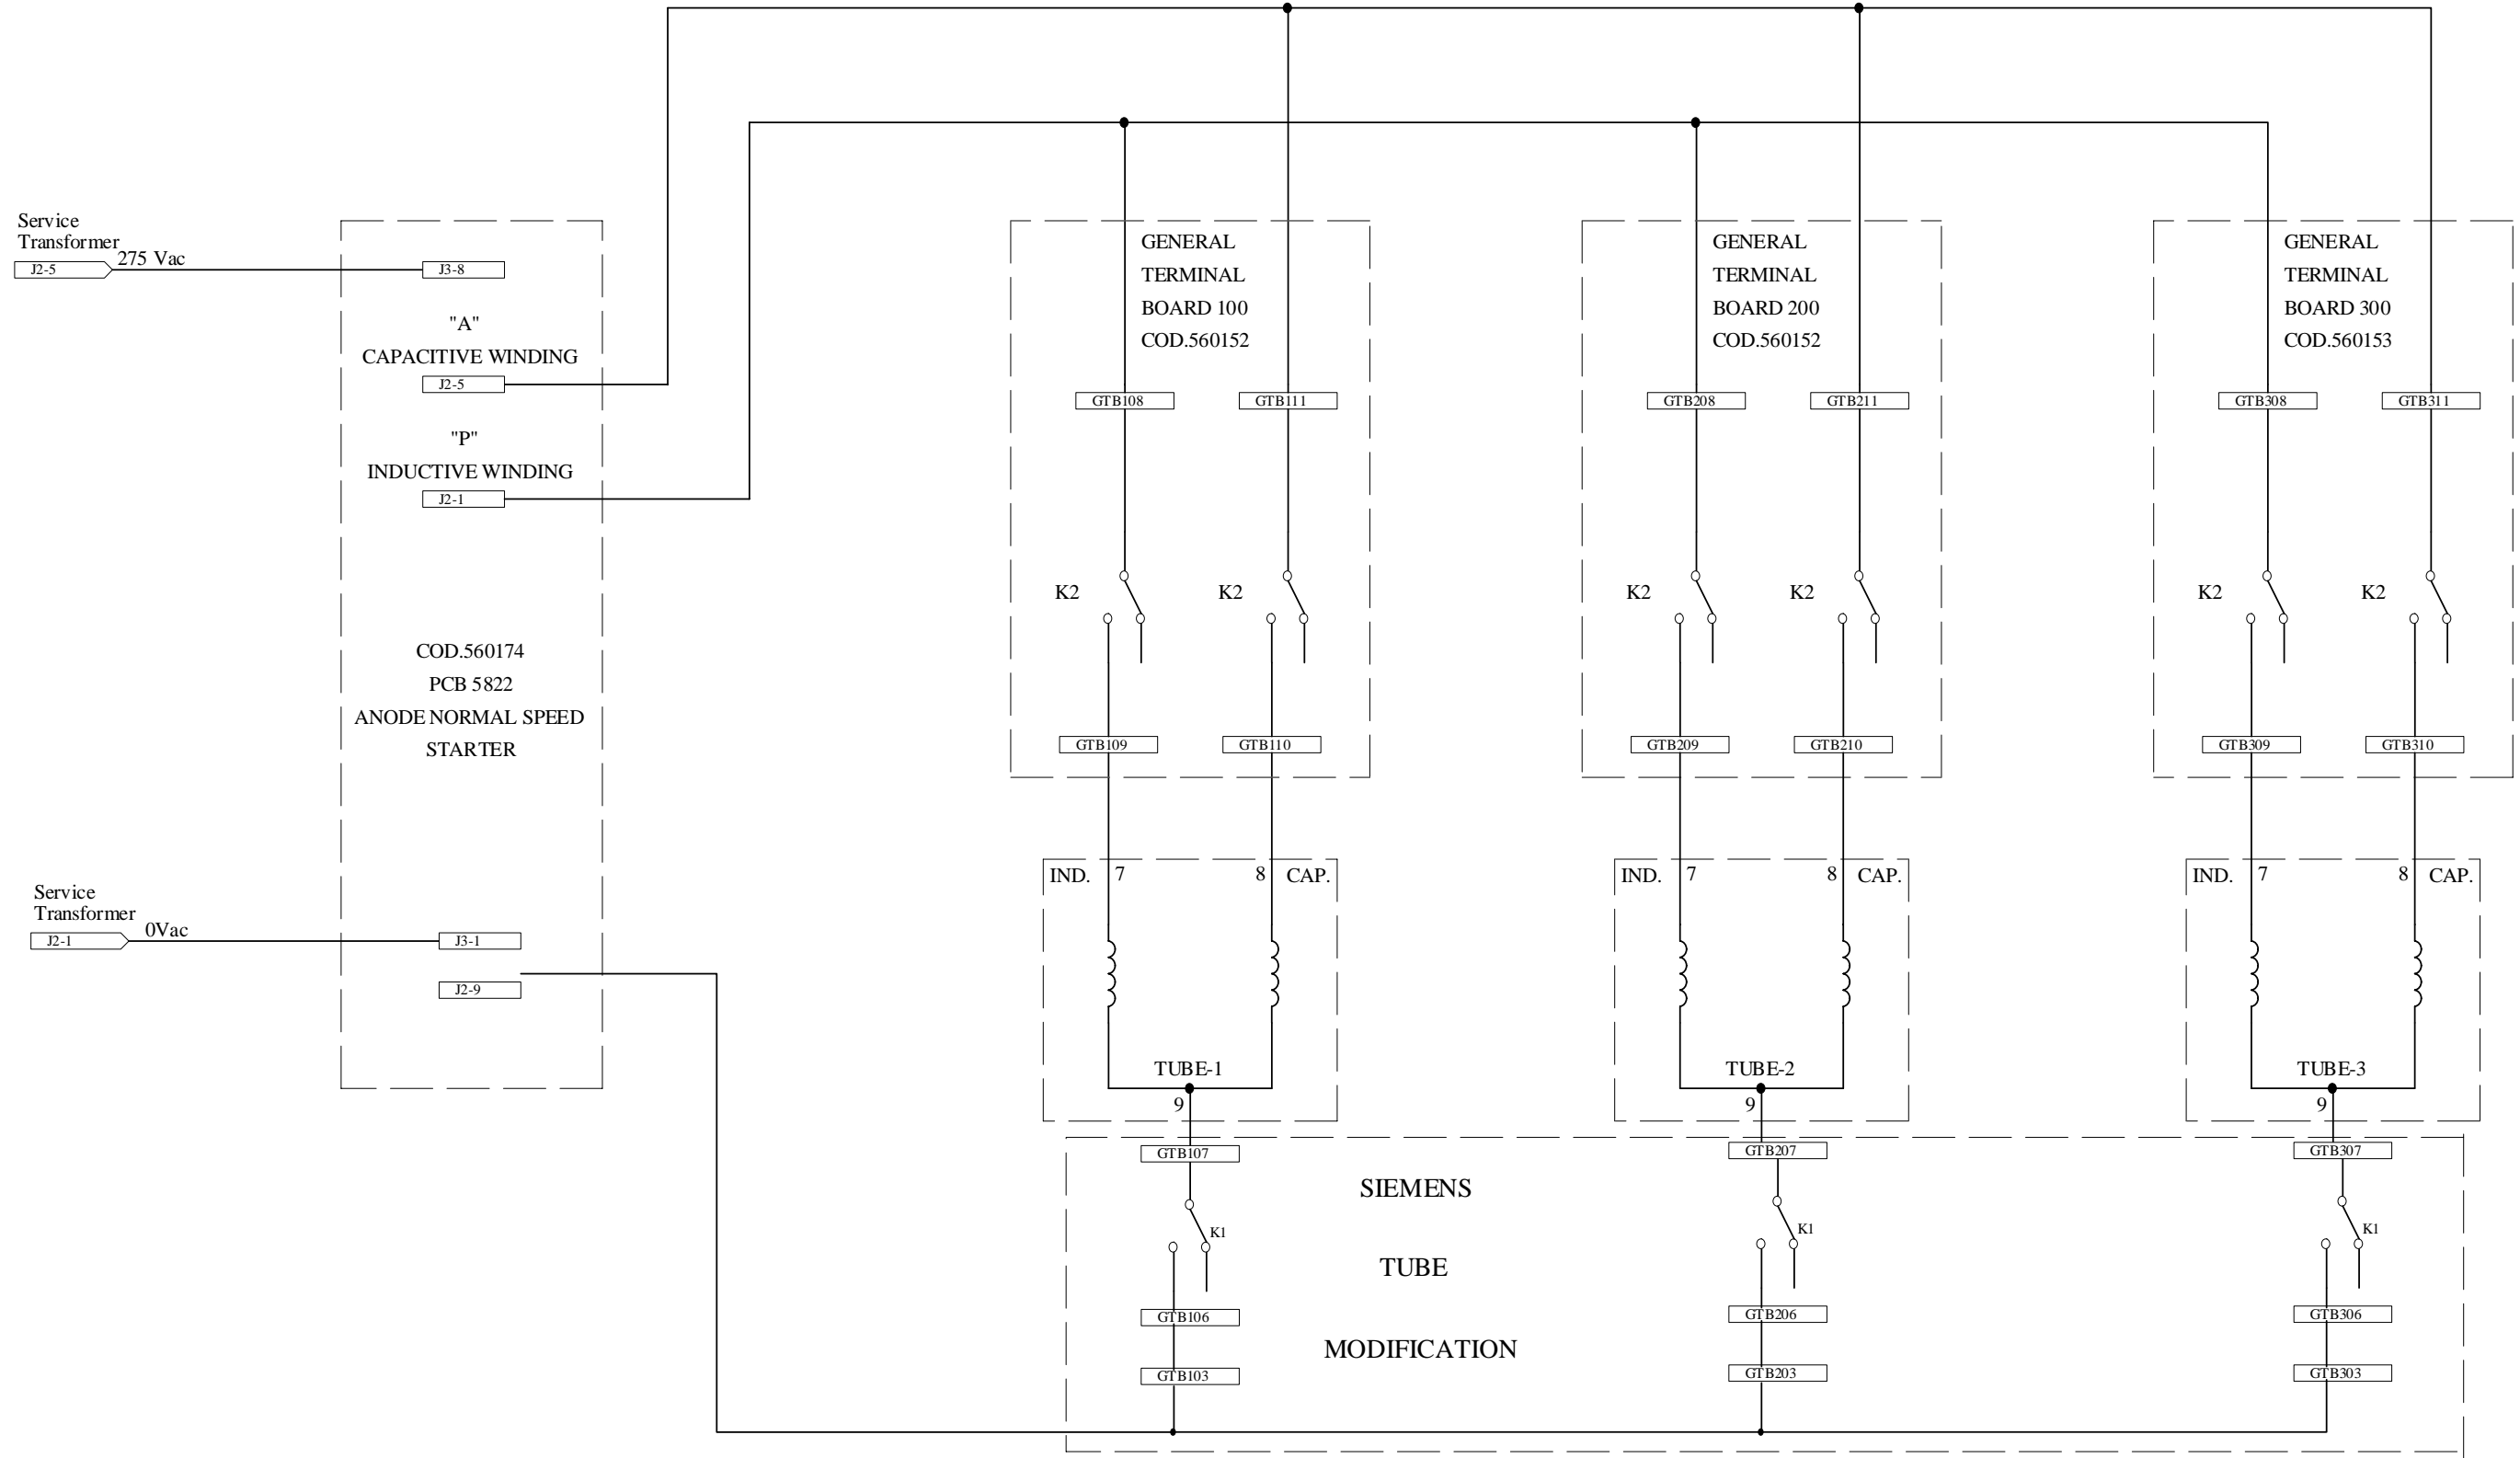 Service
Transformer
275 Vac
J2-5
J3-8
"A"
CAPACITIVE WINDING
J2-5
"P"
INDUCTIVE WINDING
J2-1
COD.560174
PCB 5822
ANODE NORMAL SPEED
STARTER
Service
Transformer
0Vac
J2-1
J3-1
J2-9
GENERAL
TERMINAL
BOARD 100
COD.560152
GTB108
GTB111
K2
K2
GTB109
GTB110
IND.
7
8
CAP.
TUBE-1
9
GENERAL
TERMINAL
BOARD 200
COD.560152
GTB208
GTB211
K2
K2
GTB209
GTB210
IND.
7
8
CAP.
TUBE-2
9
GENERAL
TERMINAL
BOARD 300
COD.560153
GTB308
GTB311
K2
K2
GTB309
GTB310
IND.
7
8
CAP.
TUBE-3
9
GTB107
K1
GTB106
GTB103
SIEMENS
TUBE
MODIFICATION
GTB207
K1
GTB206
GTB203
GTB307
K1
GTB306
GTB303